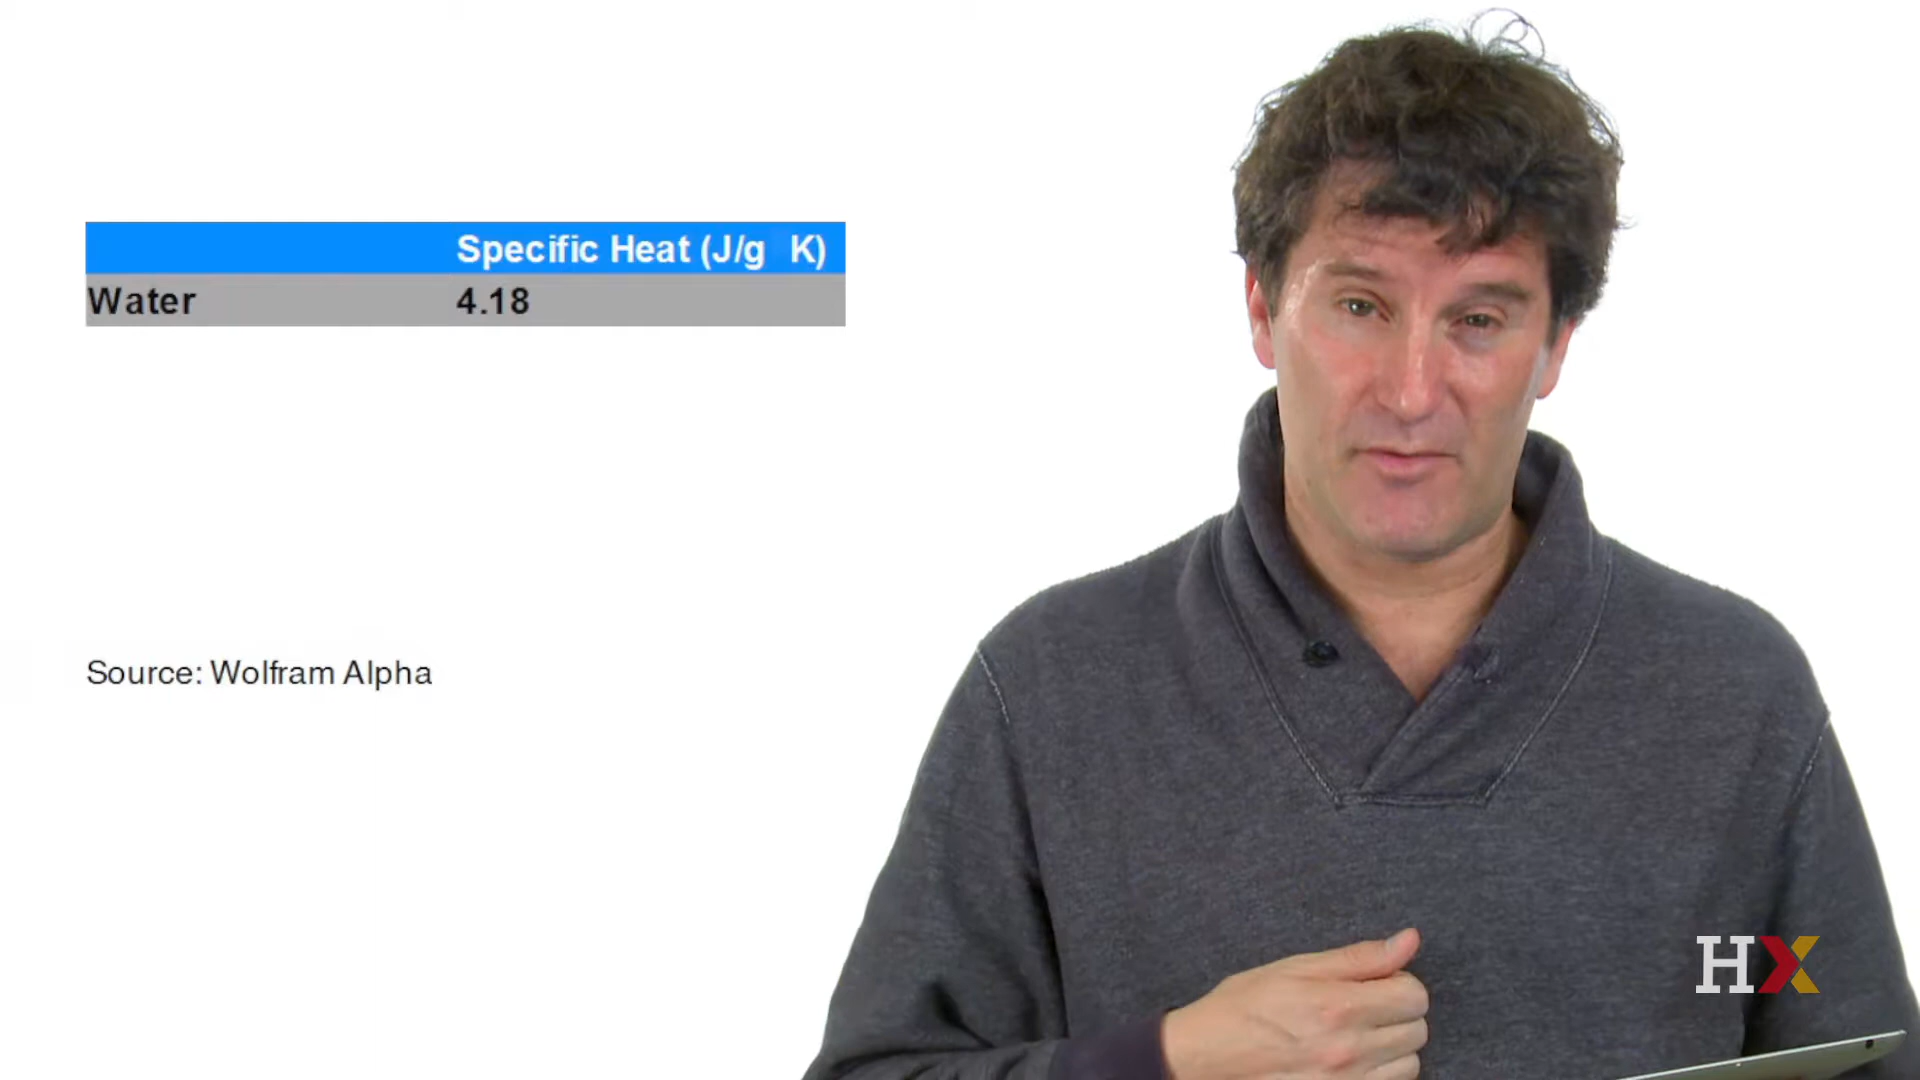 Specific Heat (J/g K)
Water 4.18
Source: Wolfram Alpha
HX